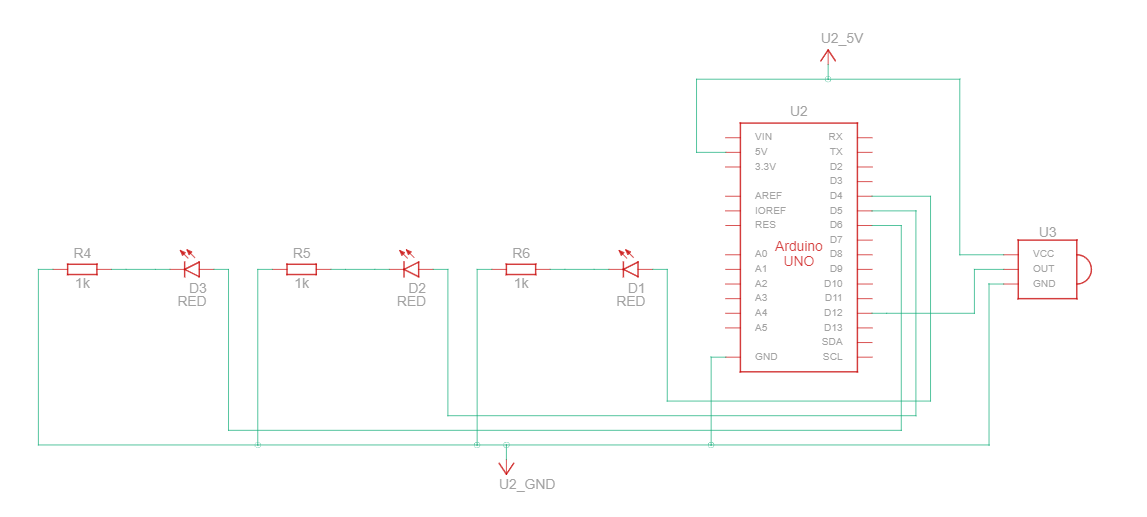 U2_5V
U2
VIN RX
5V TX
3.3V D2
D3
AREF D4
IOREF D5
RES D6
D7
Arduino
UNO
A0 D8
A1 D9
A2 D10
A3 D11
A4 D12
A5 D13
SDA
GND SCL
U3
VCC
OUT
GND
R4
1k
D3
RED
R5
1k
D2
RED
R6
1k
D1
RED
U2_GND